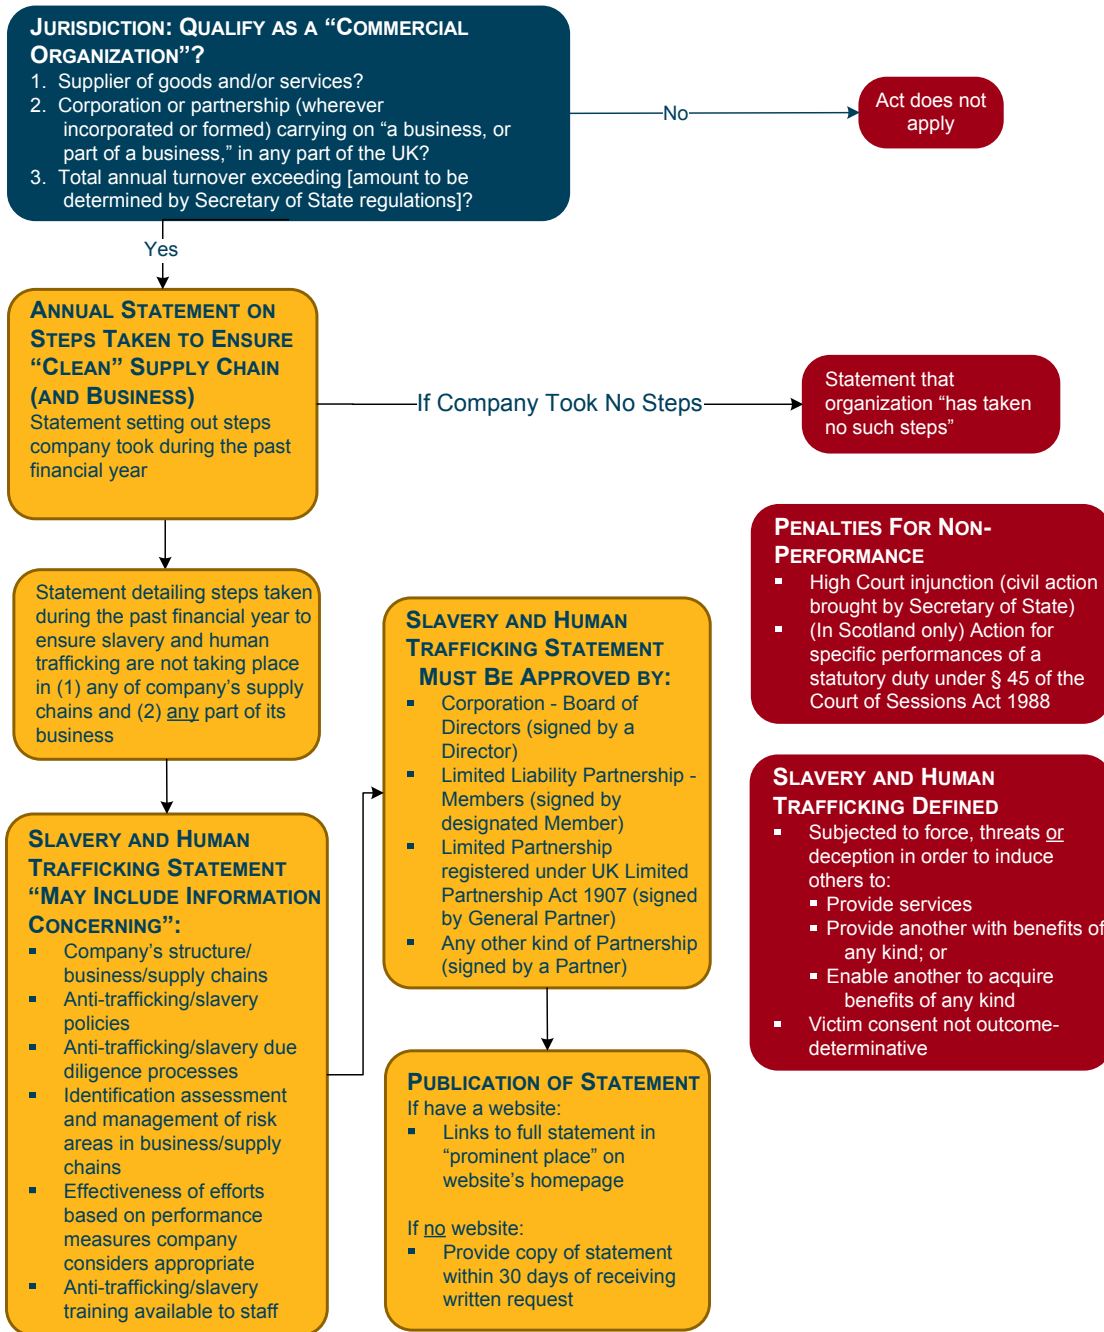 JURISDICTION: QUALIFY AS A “COMMERCIAL
ORGANIZATION”?
1. Supplier of goods and/or services?
2. Corporation or partnership (wherever
incorporated or formed) carrying on “a business, or
part of a business,” in any part of the UK?
3. Total annual turnover exceeding [amount to be
determined by Secretary of State regulations]?
No
Act does not
apply
Yes
ANNUAL STATEMENT ON
STEPS TAKEN TO ENSURE
“CLEAN” SUPPLY CHAIN
(AND BUSINESS)
Statement setting out steps
company took during the past
financial year
If Company Took No Steps
Statement that
organization “has taken
no such steps”
Statement detailing steps taken
during the past financial year to
ensure slavery and human
trafficking are not taking place
in (1) any of company’s supply
chains and (2) any part of its
business
SLAVERY AND HUMAN
TRAFFICKING STATEMENT
“MAY INCLUDE INFORMATION
CONCERNING”:
▪ Company’s structure/
business/supply chains
▪ Anti-trafficking/slavery
policies
▪ Anti-trafficking/slavery due
diligence processes
▪ Identification assessment
and management of risk
areas in business/supply
chains
▪ Effectiveness of efforts
based on performance
measures company
considers appropriate
▪ Anti-trafficking/slavery
training available to staff
SLAVERY AND HUMAN
TRAFFICKING STATEMENT
MUST BE APPROVED BY:
▪ Corporation - Board of
Directors (signed by a
Director)
▪ Limited Liability Partnership -
Members (signed by
designated Member)
▪ Limited Partnership
registered under UK Limited
Partnership Act 1907 (signed
by General Partner)
▪ Any other kind of Partnership
(signed by a Partner)
PUBLICATION OF STATEMENT
If have a website:
▪ Links to full statement in
“prominent place” on
website’s homepage
If no website:
▪ Provide copy of statement
within 30 days of receiving
written request
PENALTIES FOR NON-
PERFORMANCE
▪ High Court injunction (civil action
brought by Secretary of State)
▪ (In Scotland only) Action for
specific performances of a
statutory duty under § 45 of the
Court of Sessions Act 1988
SLAVERY AND HUMAN
TRAFFICKING DEFINED
▪ Subjected to force, threats or
deception in order to induce
others to:
▪ Provide services
▪ Provide another with benefits of
any kind; or
▪ Enable another to acquire
benefits of any kind
▪ Victim consent not outcome-
determinative